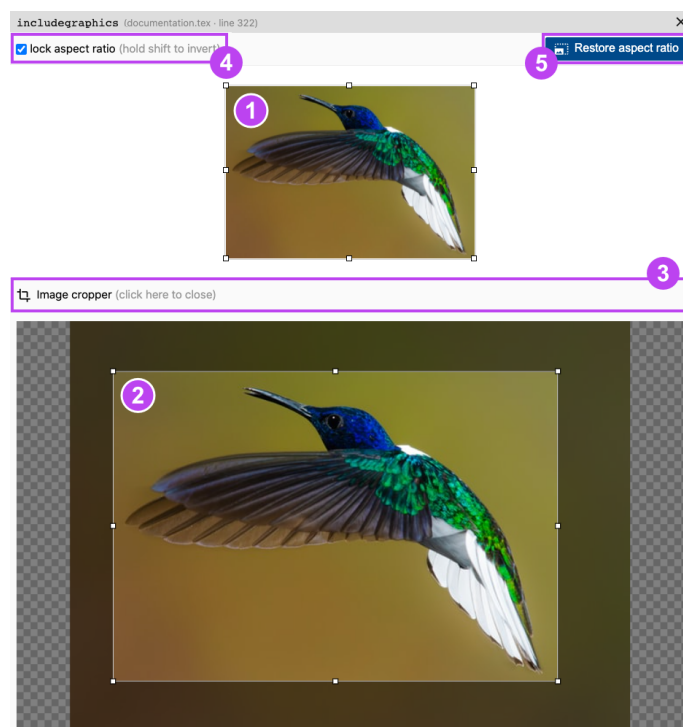 includegraphics (documentation.tex - line 322) ×
lock aspect ratio (hold shift to invert)
4
5
Restore aspect ratio
1
3
Image cropper (click here to close)
2